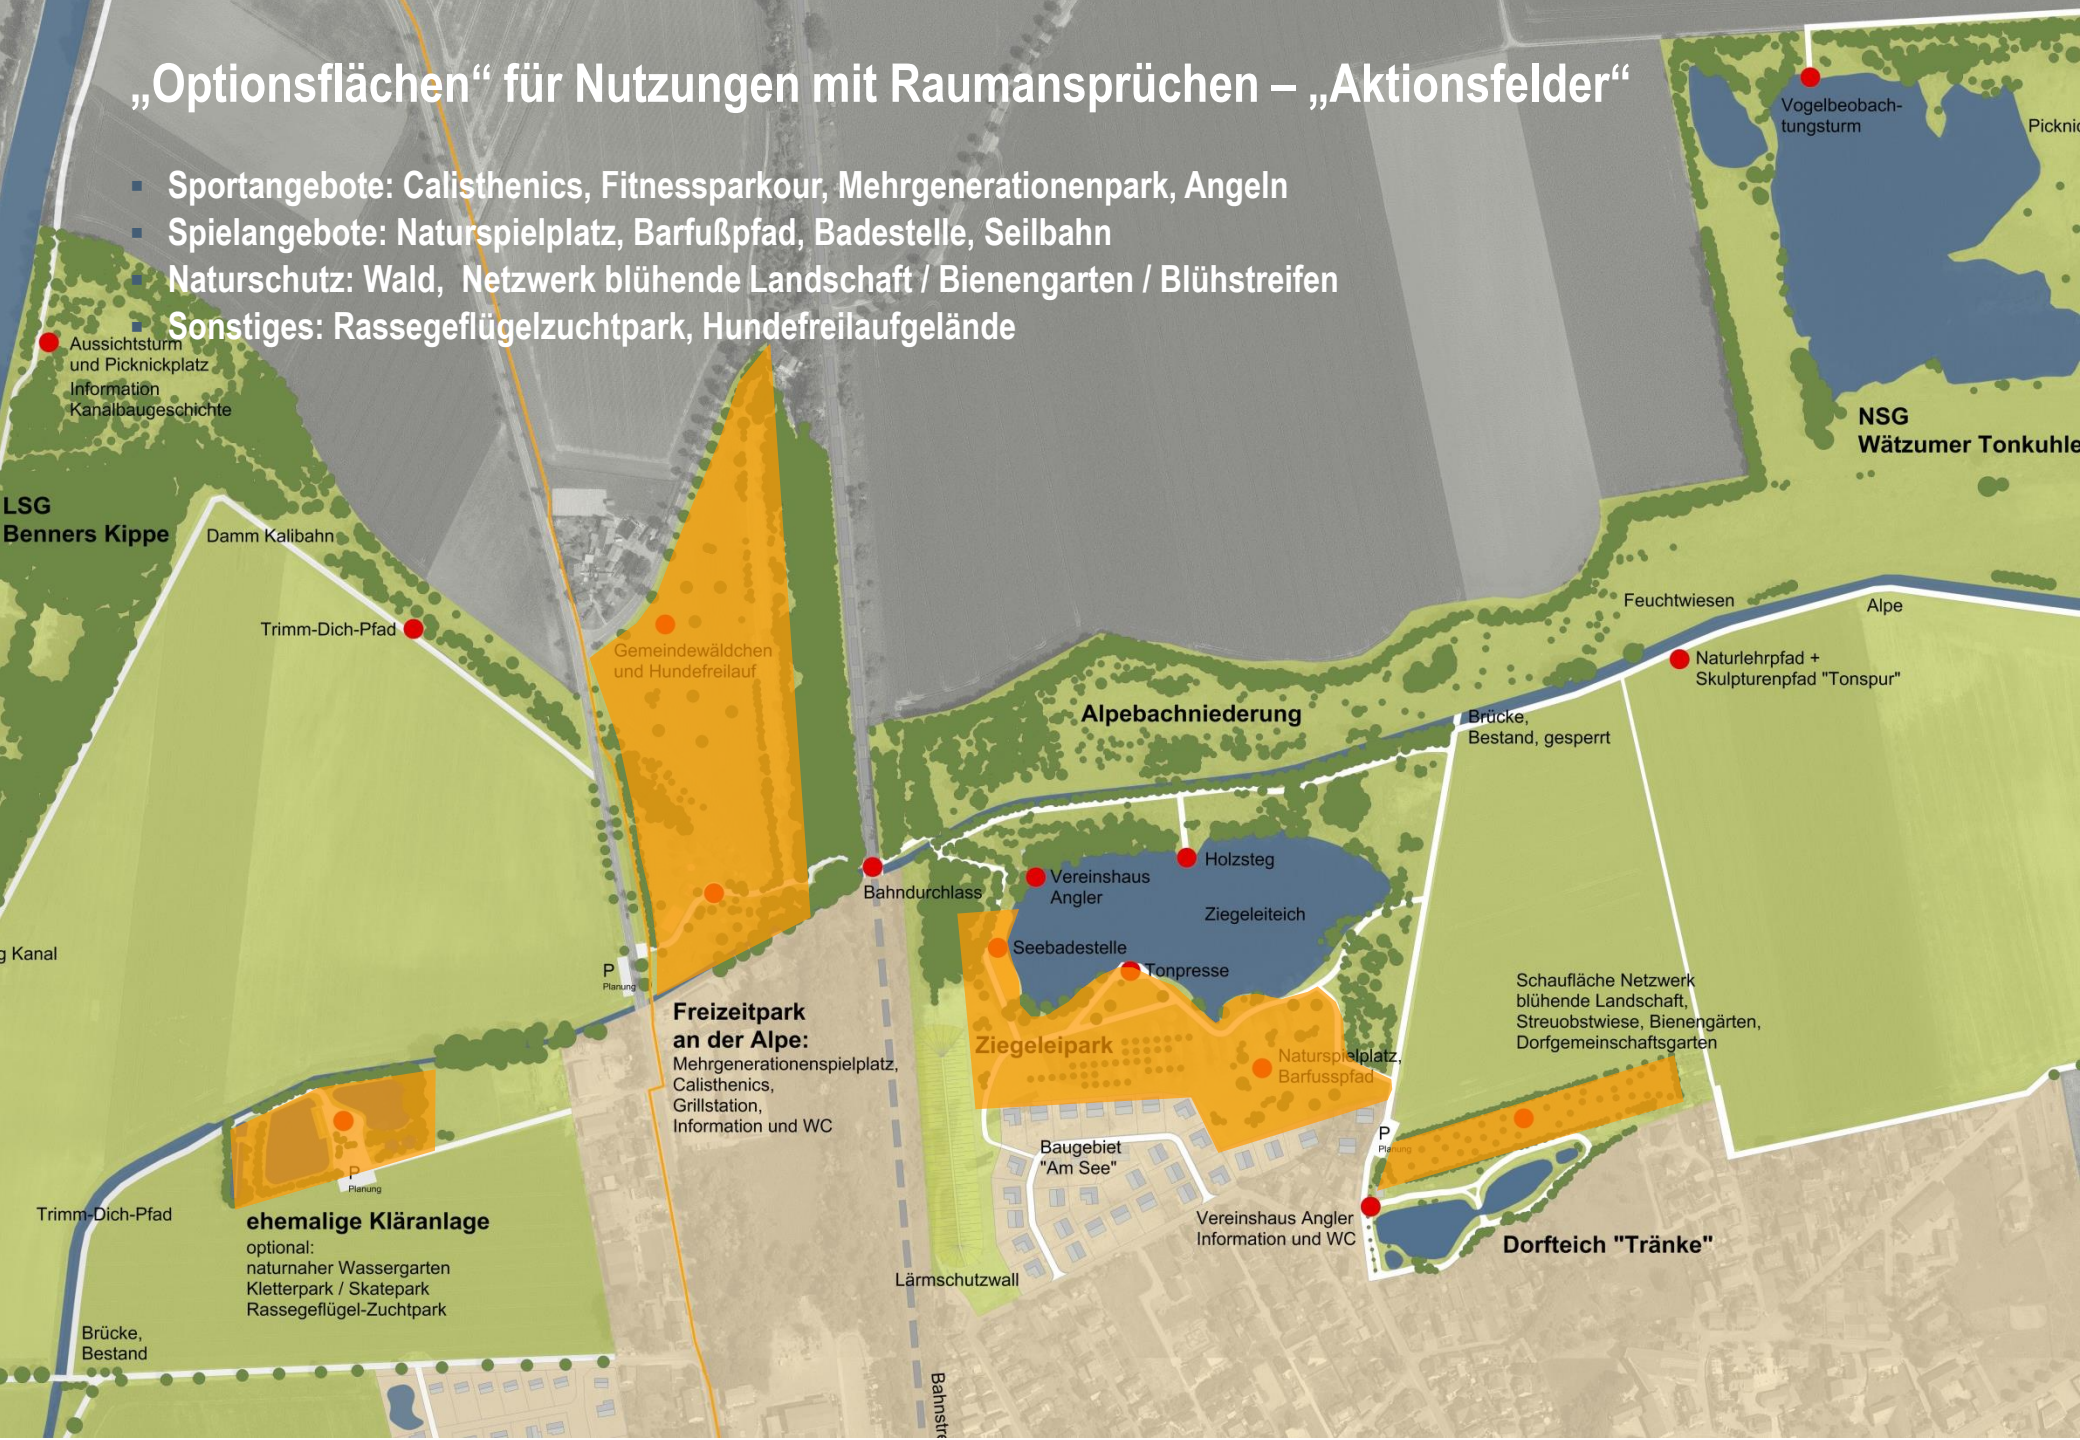 „Optionsflächen“ für Nutzungen mit Raumansprüchen – „Aktionsfelder“
▪ Sportangebote: Calisthenics, Fitnessparkour, Mehrgenerationenpark, Angeln
▪ Spielangebote: Naturspielplatz, Barfußpfad, Badestelle, Seilbahn
▪ Naturschutz: Wald, Netzwerk blühende Landschaft / Bienengarten / Blühstreifen
▪ Sonstiges: Rassegeflügelzuchtpark, Hundefreilaufgelände
Vogelbeobach-
tungsturm
Aussichtsturm
und Picknickplatz
Information
Kanalbaugeschichte
NSG
Wätzumer Tonkuhle
LSG
Benners Kippe
Damm Kalibahn
Trimm-Dich-Pfad
Gemeindewäldchen
und Hundefreilauf
Feuchtwiesen
Alpe
Naturlehrpfad +
Skulpturenpfad "Tonspur"
Alpebachniederung
Brücke,
Bestand, gesperrt
Bahndurchlass
Vereinshaus
Angler
Holzsteg
Ziegeleiteich
Seebadestelle
Tonpresse
g Kanal
P
Planung
Freizeitpark
an der Alpe:
Mehrgenerationenspielplatz,
Calisthenics,
Grillstation,
Information und WC
Ziegeleipark
Naturspielplatz,
Barfusspfad
Schaufläche Netzwerk
blühende Landschaft,
Streuobstwiese, Bienengärten,
Dorfgemeinschaftsgarten
P
Planung
Baugebiet
"Am See"
P
Planung
Trimm-Dich-Pfad
ehemalige Kläranlage
optional:
naturnaher Wassergarten
Kletterpark / Skatepark
Rassegeflügel-Zuchtpark
Vereinshaus Angler
Information und WC
Dorfteich "Tränke"
Lärmschutzwall
Brücke,
Bestand